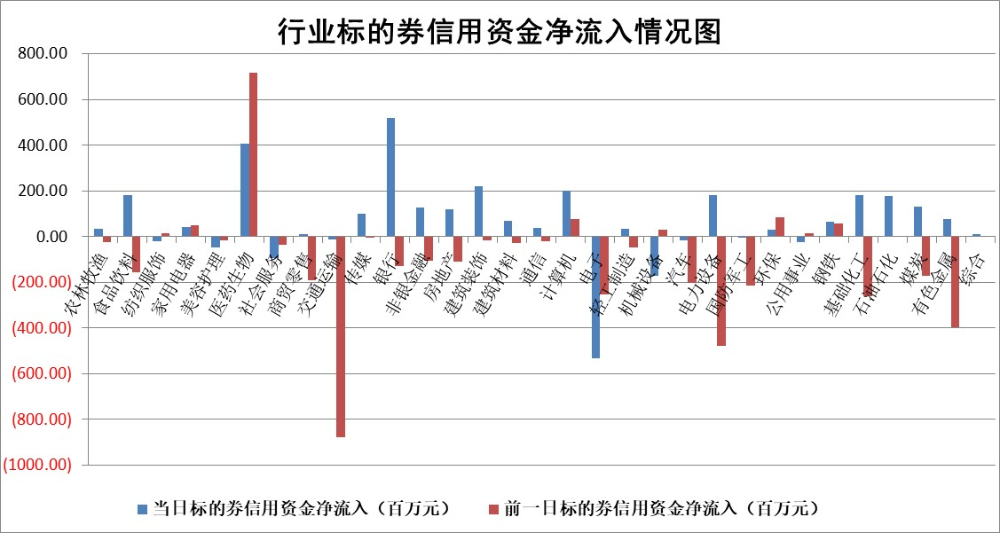 行业标的券信用资金净流入情况图
800.00
600.00
400.00
200.00
0.00
(200.00)
(400.00)
(600.00)
(800.00)
(1000.00)
农林牧渔
食品饮料
纺织服饰
家用电器
美容护理
医药生物
社会服务
商贸零售
交通运输
传媒
银行
非银金融
房地产
建筑装饰
建筑材料
通信
计算机
电子
轻工制造
机械设备
汽车
电力设备
国防军工
环保
公用事业
钢铁
基础化工
石油石化
煤炭
有色金属
综合
当日标的券信用资金净流入（百万元）
前一日标的券信用资金净流入（百万元）